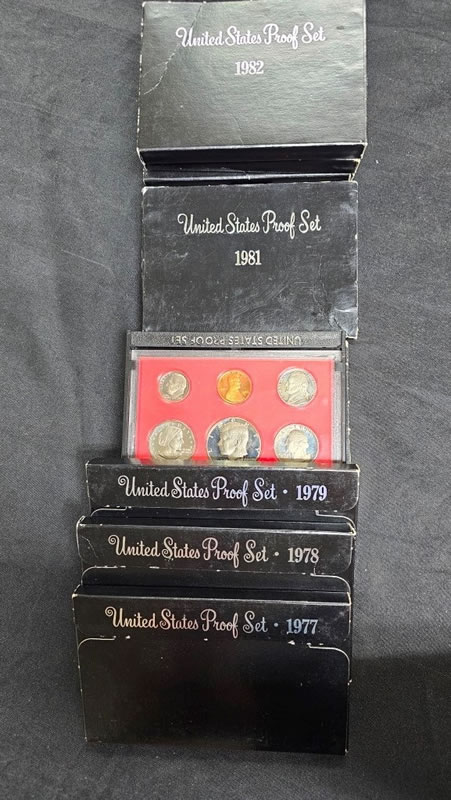 United States Proof Set
1982
United States Proof Set
1981
UNITED STATES PROOF SET
United States Proof Set • 1979
United States Proof Set • 1978
United States Proof Set • 1977